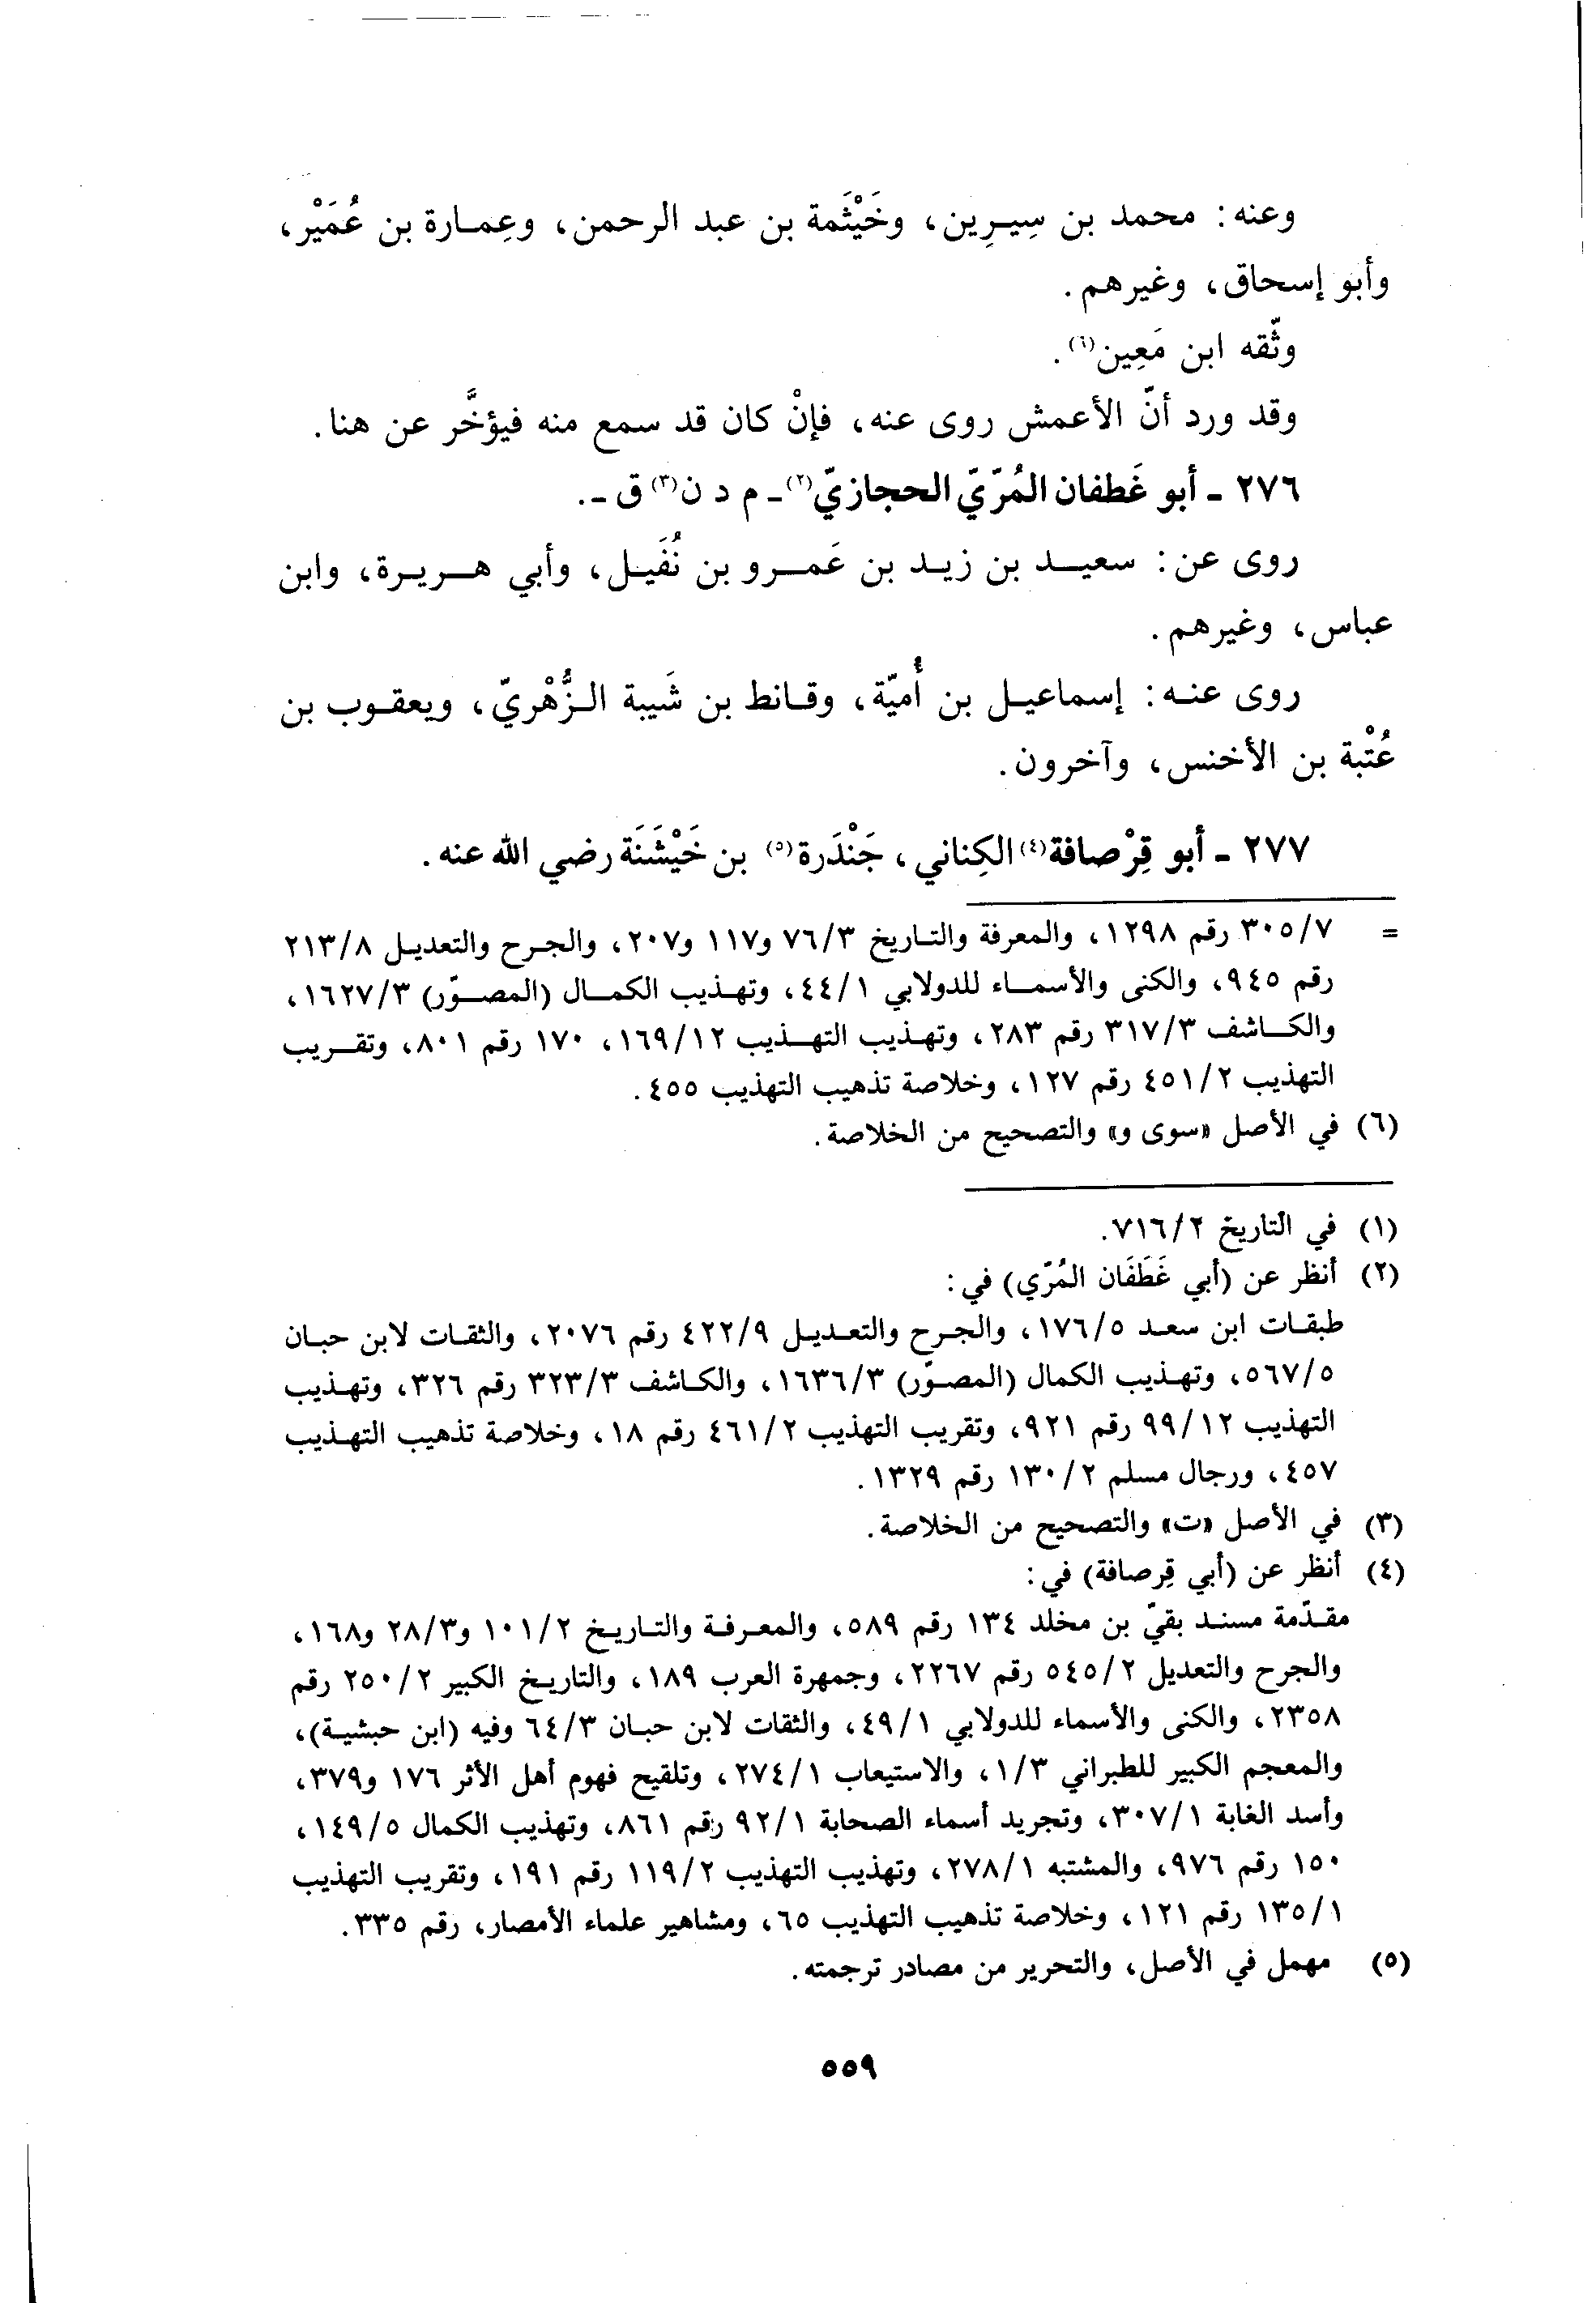 وعنه: محمد بن سِيرِين، وخَيْثَمة بن عبد الرحمن، وعِمارة بن عُمَيْر،
وأبو إسحاق، وغيرهم.
وثّقه ابن مَعِين(١).
وقد ورد أنّ الأعمش روى عنه، فإنْ كان قد سمع منه فيؤخَّر عن هنا.
٢٧٦ - أبو غَطفان المُرّيّ الحجازيّ(٢) - م د ن(٣) ق -.
روى عن: سعيد بن زيد بن عَمرو بن نُفَيل، وأبي هريرة، وابن
عباس، وغيرهم.
روى عنه: إسماعيل بن أُميّة، وقانط بن شَيبة الزُّهْريّ، ويعقوب بن
عُتْبة بن الأخنس، وآخرون.
٢٧٧ - أبو قِرْصافة(٤) الكِناني، جَنْدَرة(٥) بن خَيْشَنَة رضي الله عنه.
= ٣٠٥/٧ رقم ١٢٩٨، والمعرفة والتاريخ ٧٦/٣ و١١٧ و٢٠٧، والجرح والتعديل ٢١٣/٨
رقم ٩٤٥، والكنى والأسماء للدولابي ٤٤/١، وتهذيب الكمال (المصوّر) ١٦٢٧/٣،
والكاشف ٣١٧/٣ رقم ٢٨٣، وتهذيب التهذيب ١٦٩/١٢، ١٧٠ رقم ٨٠١، وتقريب
التهذيب ٤٥١/٢ رقم ١٢٧، وخلاصة تذهيب التهذيب ٤٥٥.
(٦) في الأصل «سوى و» والتصحيح من الخلاصة.
(١) في التاريخ ٧١٦/٢.
(٢) أنظر عن (أبي غَطَفَان المُرّي) في:
طبقات ابن سعد ١٧٦/٥، والجرح والتعديل ٤٢٢/٩ رقم ٢٠٧٦، والثقات لابن حبان
٥٦٧/٥، وتهذيب الكمال (المصوّر) ١٦٣٦/٣، والكاشف ٣٢٣/٣ رقم ٣٢٦، وتهذيب
التهذيب ٩٩/١٢ رقم ٩٢١، وتقريب التهذيب ٤٦١/٢ رقم ١٨، وخلاصة تذهيب التهذيب
٤٥٧، ورجال مسلم ١٣٠/٢ رقم ١٣٢٩.
(٣) في الأصل «ت» والتصحيح من الخلاصة.
(٤) أنظر عن (أبي قِرصافة) في:
مقدّمة مسند بقيّ بن مخلد ١٣٤ رقم ٥٨٩، والمعرفة والتاريخ ١٠١/٢ و٢٨/٣ و١٦٨،
والجرح والتعديل ٥٤٥/٢ رقم ٢٢٦٧، وجمهرة العرب ١٨٩، والتاريخ الكبير ٢٥٠/٢ رقم
٢٣٥٨، والكنى والأسماء للدولابي ٤٩/١، والثقات لابن حبان ٦٤/٣ وفيه (ابن حبشية)،
والمعجم الكبير للطبراني ١/٣، والاستيعاب ٢٧٤/١، وتلقيح فهوم أهل الأثر ١٧٦ و٣٧٩،
وأسد الغابة ٣٠٧/١، وتجريد أسماء الصحابة ٩٢/١ رقم ٨٦١، وتهذيب الكمال ١٤٩/٥،
١٥٠ رقم ٩٧٦، والمشتبه ٢٧٨/١، وتهذيب التهذيب ١١٩/٢ رقم ١٩١، وتقريب التهذيب
١٣٥/١ رقم ١٢١، وخلاصة تذهيب التهذيب ٦٥، ومشاهير علماء الأمصار، رقم ٣٣٥.
(٥) مهمل في الأصل، والتحرير من مصادر ترجمته.
٥٥٩